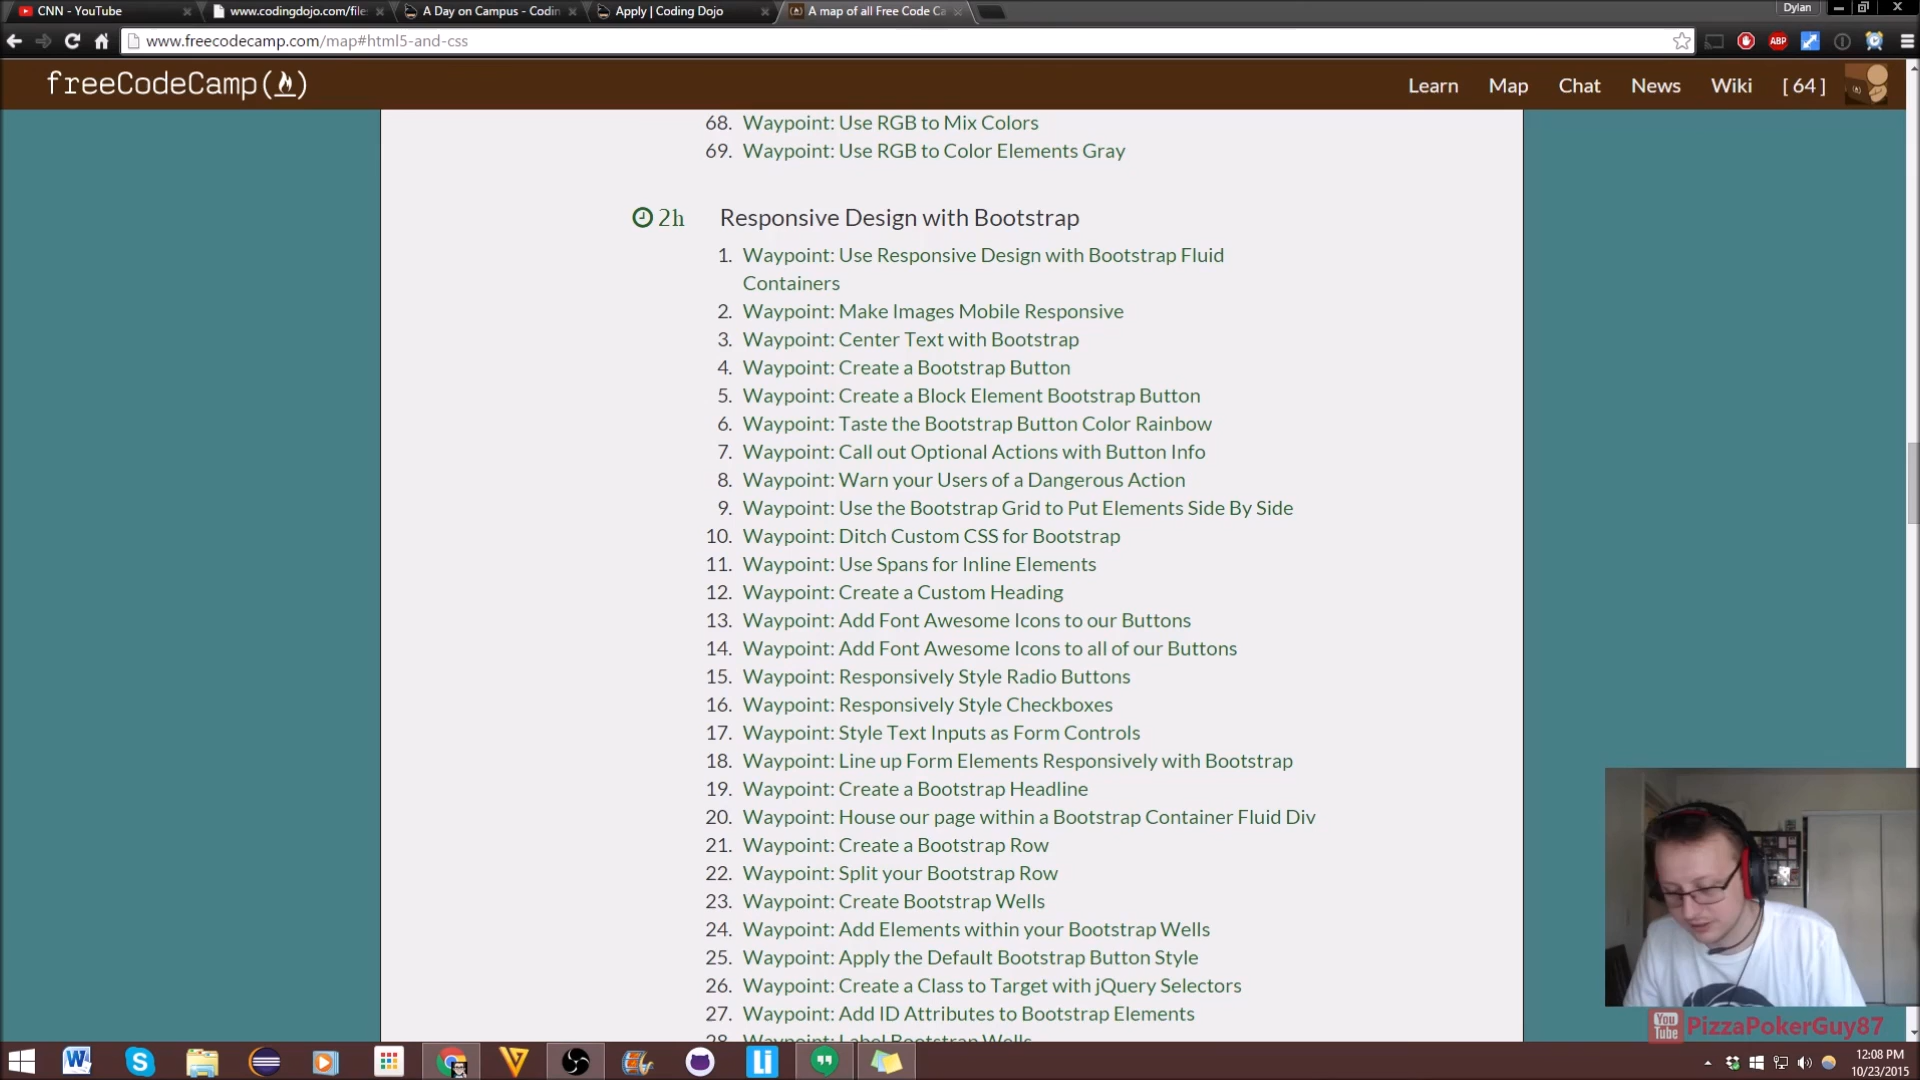 CNN - YouTube
www.codingdojo.com/file
A Day on Campus - Codin
Apply | Coding Dojo
A map of all Free Code Ca
Dylan
www.freecodecamp.com/map#html5-and-css
ABP
freeCodeCamp
Learn
Map
Chat
News
Wiki
[ 64 ]
68. Waypoint: Use RGB to Mix Colors
69. Waypoint: Use RGB to Color Elements Gray
2h
Responsive Design with Bootstrap
1. Waypoint: Use Responsive Design with Bootstrap Fluid
Containers
2. Waypoint: Make Images Mobile Responsive
3. Waypoint: Center Text with Bootstrap
4. Waypoint: Create a Bootstrap Button
5. Waypoint: Create a Block Element Bootstrap Button
6. Waypoint: Taste the Bootstrap Button Color Rainbow
7. Waypoint: Call out Optional Actions with Button Info
8. Waypoint: Warn your Users of a Dangerous Action
9. Waypoint: Use the Bootstrap Grid to Put Elements Side By Side
10. Waypoint: Ditch Custom CSS for Bootstrap
11. Waypoint: Use Spans for Inline Elements
12. Waypoint: Create a Custom Heading
13. Waypoint: Add Font Awesome Icons to our Buttons
14. Waypoint: Add Font Awesome Icons to all of our Buttons
15. Waypoint: Responsively Style Radio Buttons
16. Waypoint: Responsively Style Checkboxes
17. Waypoint: Style Text Inputs as Form Controls
18. Waypoint: Line up Form Elements Responsively with Bootstrap
19. Waypoint: Create a Bootstrap Headline
20. Waypoint: House our page within a Bootstrap Container Fluid Div
21. Waypoint: Create a Bootstrap Row
22. Waypoint: Split your Bootstrap Row
23. Waypoint: Create Bootstrap Wells
24. Waypoint: Add Elements within your Bootstrap Wells
25. Waypoint: Apply the Default Bootstrap Button Style
26. Waypoint: Create a Class to Target with jQuery Selectors
27. Waypoint: Add ID Attributes to Bootstrap Elements
28. Waypoint: Label Bootstrap Wells
You Tube PizzaPokerGuy87
12:08 PM
10/23/2015